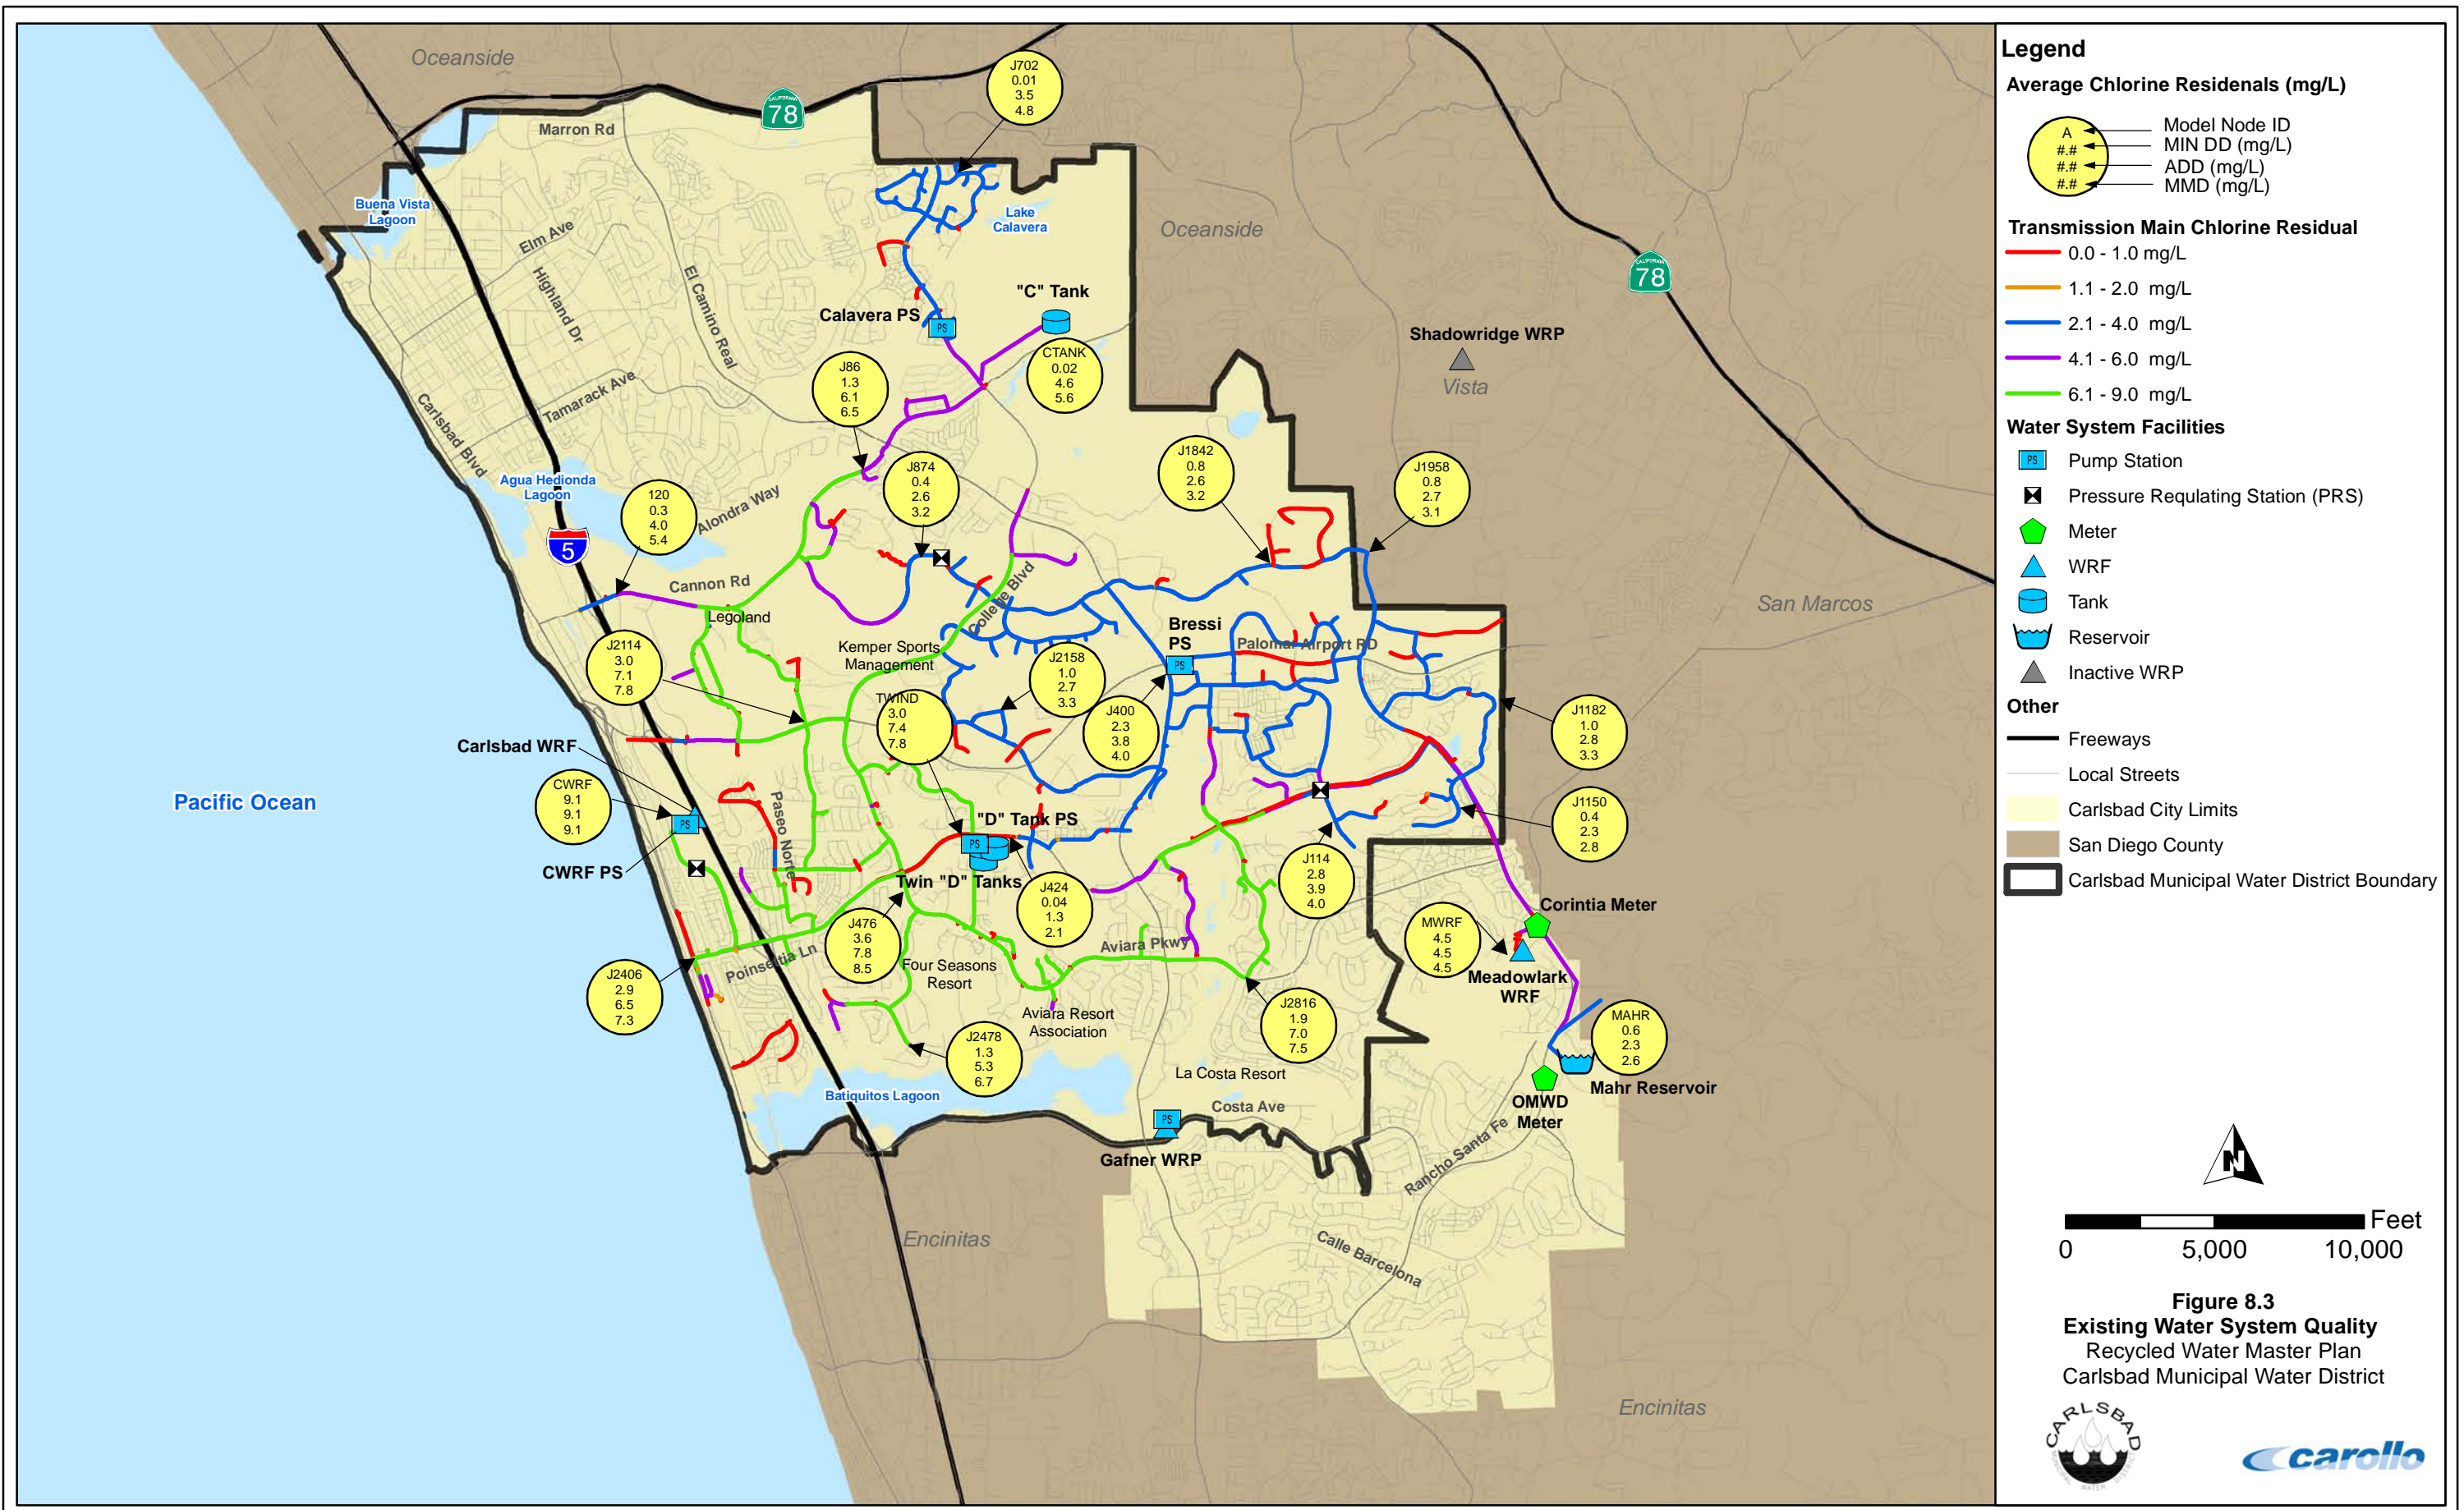 Oceanside
Marron Rd
CALIFORNIA
78
J702
0.01
3.5
4.8
Buena Vista
Lagoon
Lake
Calavera
Oceanside
Elm Ave
Highland Dr
El Camino Real
"C" Tank
Calavera PS
PS
CALIFORNIA
78
Shadowridge WRP
Vista
CTANK
0.02
4.6
5.6
J86
1.3
6.1
6.5
Tamarack Ave
Carlsbad Blvd
Agua Hedionda
Lagoon
Alondra Way
J874
0.4
2.6
3.2
J1842
0.8
2.6
3.2
J1958
0.8
2.7
3.1
120
0.3
4.0
5.4
5
Cannon Rd
Legoland
College Blvd
San Marcos
J2114
3.0
7.1
7.8
Kemper Sports
Management
Bressi
PS
PS
Palomar Airport RD
J2158
1.0
2.7
3.3
TWIND
3.0
7.4
7.8
J400
2.3
3.8
4.0
J1182
1.0
2.8
3.3
Carlsbad WRF
Pacific Ocean
CWRF
9.1
9.1
9.1
PS
CWRF PS
Paseo Norte
"D" Tank PS
PS
Twin "D" Tanks
J1150
0.4
2.3
2.8
J114
2.8
3.9
4.0
J424
0.04
1.3
2.1
J476
3.6
7.8
8.5
Corintia Meter
MWRF
4.5
4.5
4.5
Meadowlark
WRF
Aviara Pkwy
Poinsettia Ln
Four Seasons
Resort
J2406
2.9
6.5
7.3
Aviara Resort
Association
J2816
1.9
7.0
7.5
J2478
1.3
5.3
6.7
MAHR
0.6
2.3
2.6
La Costa Resort
Mahr Reservoir
Batiquitos Lagoon
Costa Ave
OMWD
Meter
PS
Gafner WRP
Rancho Santa Fe
Encinitas
Calle Barcelona
Encinitas
Legend
Average Chlorine Residenals (mg/L)
A
#.#
#.#
#.#
Model Node ID
MIN DD (mg/L)
ADD (mg/L)
MMD (mg/L)
Transmission Main Chlorine Residual
0.0 - 1.0 mg/L
1.1 - 2.0 mg/L
2.1 - 4.0 mg/L
4.1 - 6.0 mg/L
6.1 - 9.0 mg/L
Water System Facilities
PS Pump Station
Pressure Requlating Station (PRS)
Meter
WRF
Tank
Reservoir
Inactive WRP
Other
Freeways
Local Streets
Carlsbad City Limits
San Diego County
Carlsbad Municipal Water District Boundary
N
Feet
0 5,000 10,000
Figure 8.3
Existing Water System Quality
Recycled Water Master Plan
Carlsbad Municipal Water District
CARLSBAD
MUNICIPAL WATER DISTRICT
carollo